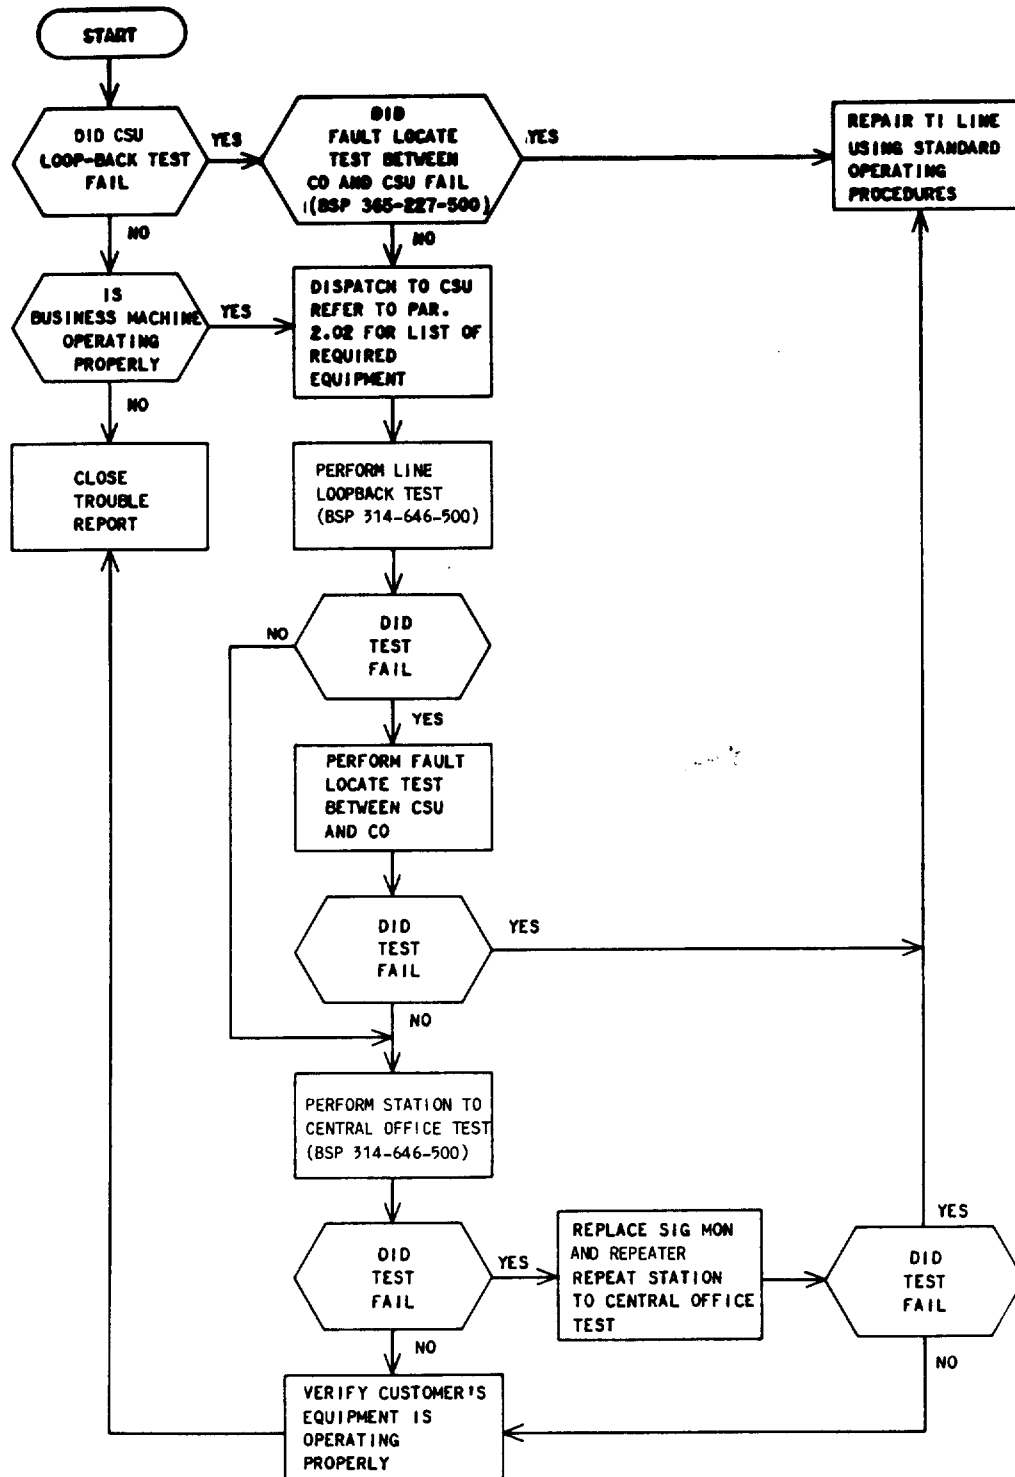 START
DID CSU
LOOP-BACK TEST
FAIL
YES
DID
FAULT LOCATE
TEST BETWEEN
CO AND CSU FAIL
(BSP 365-227-500)
YES
REPAIR T1 LINE
USING STANDARD
OPERATING
PROCEDURES
NO
NO
IS
BUSINESS MACHINE
OPERATING
PROPERLY
YES
DISPATCH TO CSU
REFER TO PAR.
2.02 FOR LIST OF
REQUIRED
EQUIPMENT
NO
CLOSE
TROUBLE
REPORT
PERFORM LINE
LOOPBACK TEST
(BSP 314-646-500)
NO
DID
TEST
FAIL
YES
PERFORM FAULT
LOCATE TEST
BETWEEN CSU
AND CO
DID
TEST
FAIL
YES
NO
PERFORM STATION TO
CENTRAL OFFICE TEST
(BSP 314-646-500)
DID
TEST
FAIL
YES
REPLACE SIG MON
AND REPEATER
REPEAT STATION
TO CENTRAL OFFICE
TEST
YES
DID
TEST
FAIL
NO
NO
VERIFY CUSTOMER'S
EQUIPMENT IS
OPERATING
PROPERLY